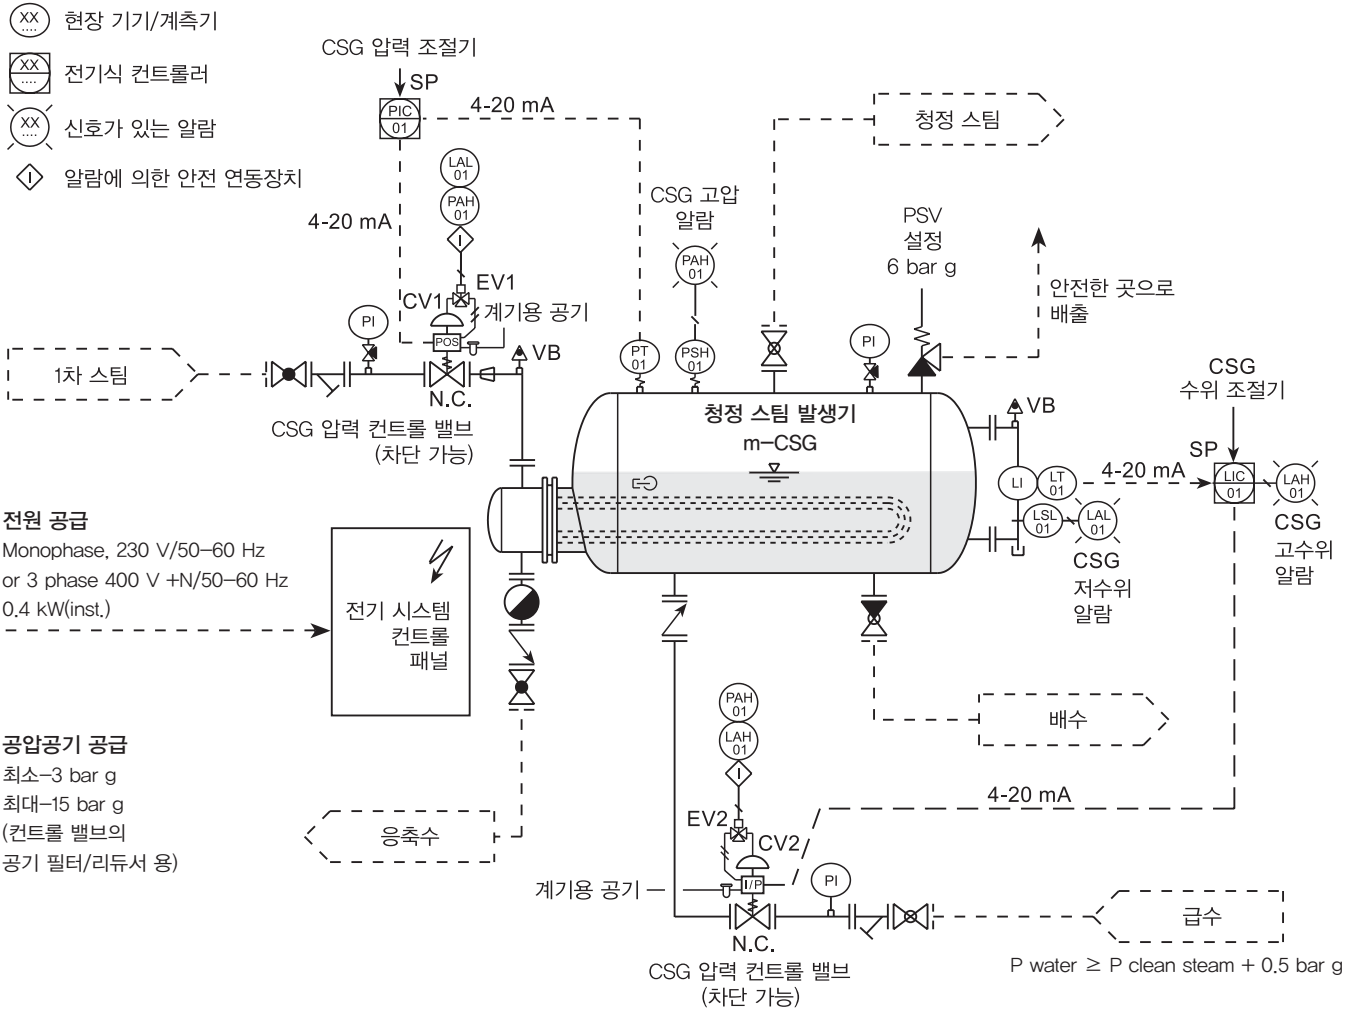 XX
....
현장 기기/계측기
XX
....
전기식 컨트롤러
XX
....
신호가 있는 알람
I
알람에 의한 안전 연동장치
CSG 압력 조절기
SP
PIC
01
4-20 mA
4-20 mA
LAL
01
PAH
01
I
EV1
CV1
계기용 공기
PI
POS
VB
1차 스팀
N.C.
CSG 압력 컨트롤 밸브
(차단 가능)
청정 스팀
CSG 고압
알람
PAH
01
PT
01
PSH
01
PI
PSV
설정
6 bar g
안전한 곳으로
배출
청정 스팀 발생기
m-CSG
VB
CSG
수위 조절기
SP
4-20 mA
LI
LT
01
LIC
01
LAH
01
LSL
01
LAL
01
CSG
고수위
알람
CSG
저수위
알람
전원 공급
Monophase, 230 V/50-60 Hz
or 3 phase 400 V +N/50-60 Hz
0.4 kW(inst.)
전기 시스템
컨트롤
패널
공압공기 공급
최소-3 bar g
최대-15 bar g
(컨트롤 밸브의
공기 필터/리듀서 용)
응축수
배수
PAH
01
LAH
01
I
4-20 mA
EV2
CV2
계기용 공기
I/P
PI
N.C.
CSG 압력 컨트롤 밸브
(차단 가능)
급수
P water ≥ P clean steam + 0.5 bar g